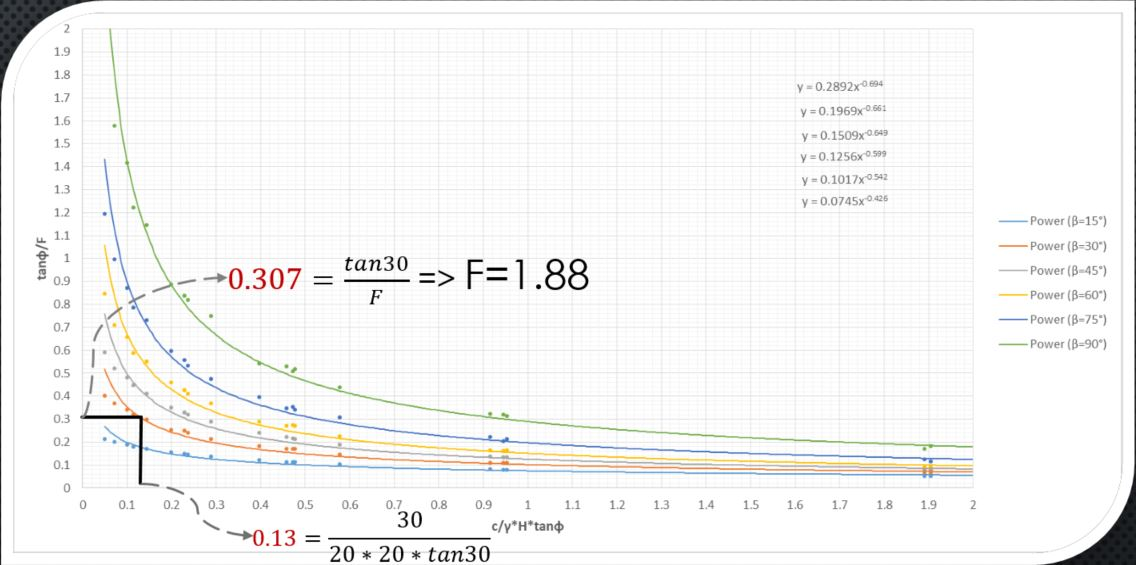 2
1.9
1.8
1.7
1.6
1.5
1.4
1.3
1.2
1.1
1
0.9
0.8
0.7
0.6
0.5
0.4
0.3
0.2
0.1
0
tanϕ/F
y = 0.2892x^-0.694
y = 0.1969x^-0.661
y = 0.1509x^-0.649
y = 0.1256x^-0.599
y = 0.1017x^-0.542
y = 0.0745x^-0.426
Power (β=15°)
Power (β=30°)
Power (β=45°)
Power (β=60°)
Power (β=75°)
Power (β=90°)
0.307 = tan30/F => F=1.88
0 0.1 0.2 0.3 0.4 0.5 0.6 0.7 0.8 0.9 1 1.1 1.2 1.3 1.4 1.5 1.6 1.7 1.8 1.9 2
c/γ*H*tanϕ
0.13 = 30/20 * 20 * tan30